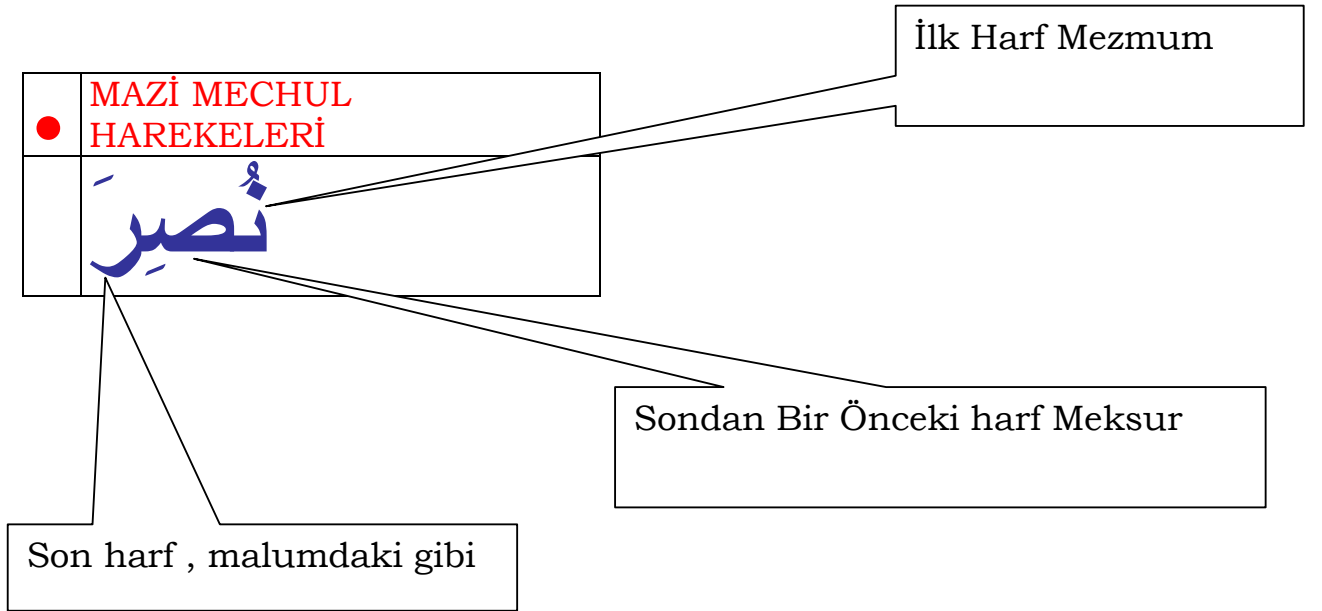 İlk Harf Mezmum
MAZİ MECHUL
HAREKELERİ
نُصِرَ
Sondan Bir Önceki harf Meksur
Son harf , malumdaki gibi